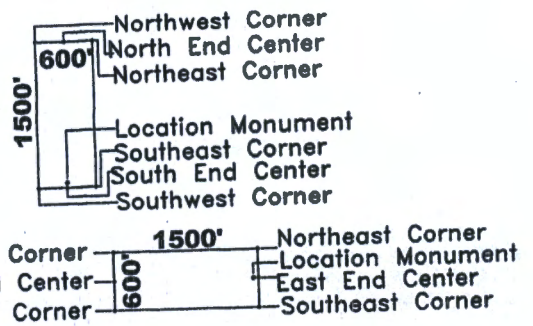 Northwest Corner
North End Center
600'
Northeast Corner
1500'
Location Monument
Southeast Corner
South End Center
Southwest Corner
1500'
Northeast Corner
Corner
Location Monument
Center
600'
East End Center
Corner
Southeast Corner